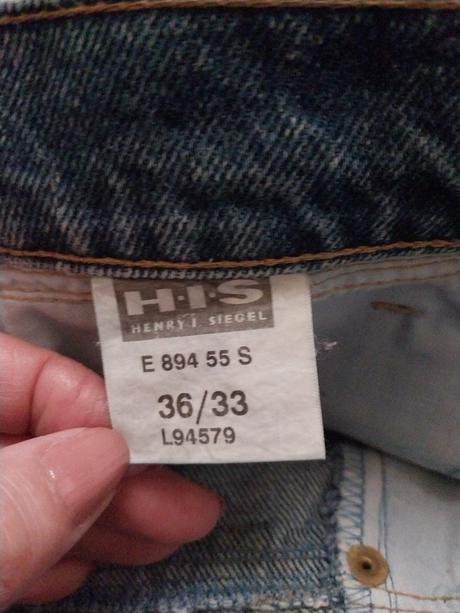 H·I·S
HENRY I. SIEGEL
E 894 55 S
36/33
L94579